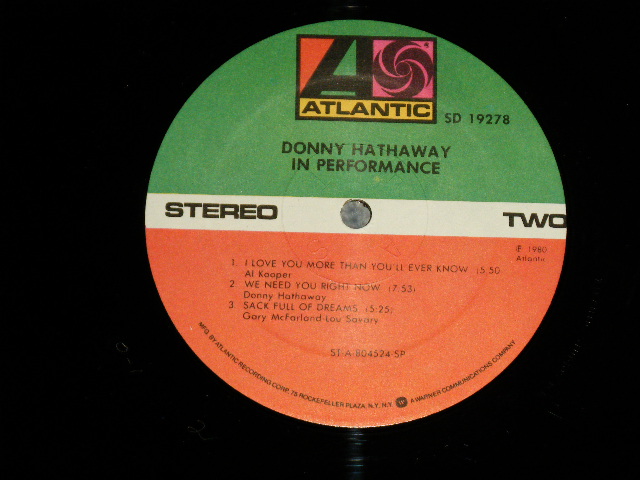 ATLANTIC
SD 19278
DONNY HATHAWAY
IN PERFORMANCE
STEREO
TWO
℗ 1980
Atlantic
1. I LOVE YOU MORE THAN YOU'LL EVER KNOW (5:50
Al Kooper
2. WE NEED YOU RIGHT NOW (7:53)
Donny Hathaway
3. SACK FULL OF DREAMS (5:25)
Gary McFarland-Lou Savary
ST-A-804524-SP
MFG. BY ATLANTIC RECORDING CORP., 75 ROCKEFELLER PLAZA, N.Y., N.Y. A WARNER COMMUNICATIONS COMPANY